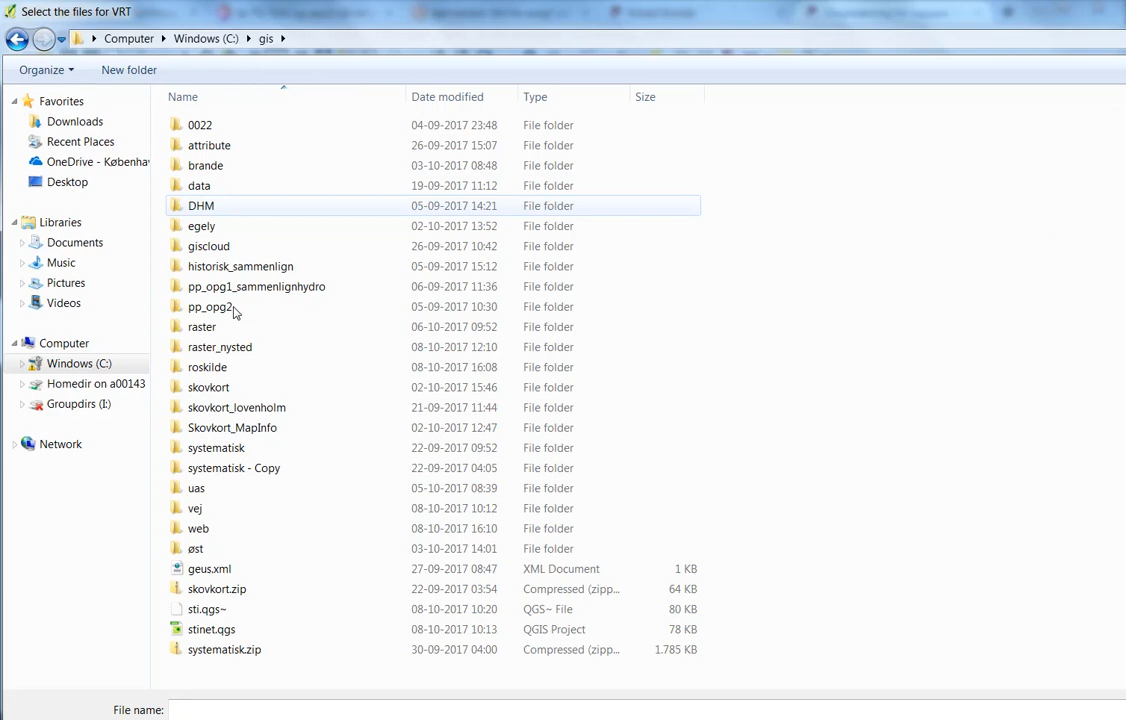 Select the files for VRT
Computer Windows (C:) gis
Organize New folder
Name Date modified Type Size
Favorites
Downloads
Recent Places
OneDrive - Københav
Desktop
Libraries
Documents
Music
Pictures
Videos
Computer
Windows (C:)
Homedir on a00143
Groupdirs (I:)
Network
0022 04-09-2017 23:48 File folder
attribute 26-09-2017 15:07 File folder
brande 03-10-2017 08:48 File folder
data 19-09-2017 11:12 File folder
DHM 05-09-2017 14:21 File folder
egely 02-10-2017 13:52 File folder
giscloud 26-09-2017 10:42 File folder
historisk_sammenlign 05-09-2017 15:12 File folder
pp_opg1_sammenlignhydro 06-09-2017 11:36 File folder
pp_opg2 05-09-2017 10:30 File folder
raster 06-10-2017 09:52 File folder
raster_nysted 08-10-2017 12:10 File folder
roskilde 08-10-2017 16:08 File folder
skovkort 02-10-2017 15:46 File folder
skovkort_lovenholm 21-09-2017 11:44 File folder
Skovkort_MapInfo 02-10-2017 12:47 File folder
systematisk 22-09-2017 09:52 File folder
systematisk - Copy 22-09-2017 04:05 File folder
uas 05-10-2017 08:39 File folder
vej 08-10-2017 10:12 File folder
web 08-10-2017 16:10 File folder
øst 03-10-2017 14:01 File folder
geus.xml 27-09-2017 08:47 XML Document 1 KB
skovkort.zip 22-09-2017 03:54 Compressed (zipp... 64 KB
sti.qgs~ 08-10-2017 10:20 QGS~ File 80 KB
stinet.qgs 08-10-2017 10:13 QGIS Project 78 KB
systematisk.zip 30-09-2017 04:00 Compressed (zipp... 1.785 KB
File name: